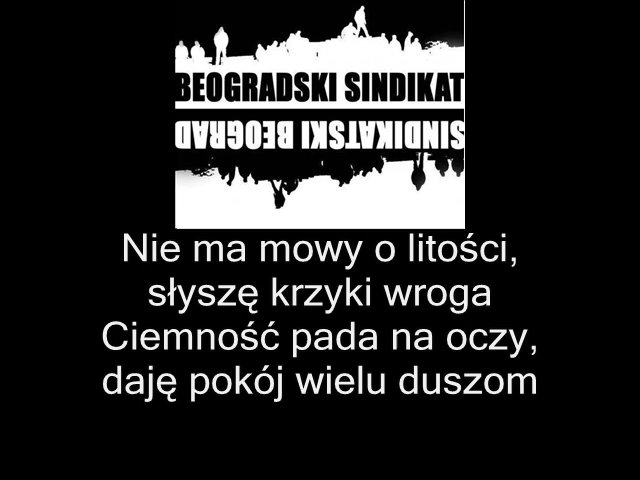 BEOGRADSKI SINDIKAT
SINDIKATSKI BEOGRAD
Nie ma mowy o litości,
słyszę krzyki wroga
Ciemność pada na oczy,
daję pokój wielu duszom